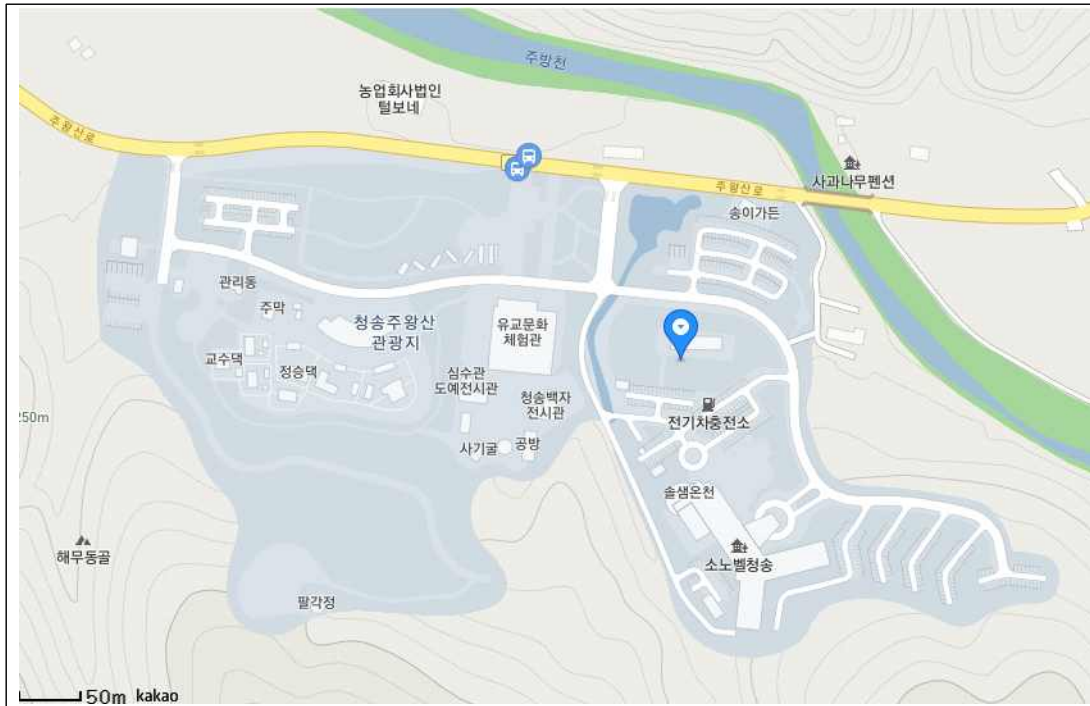 주방천
농업회사법인
털보네
주왕산로
사과나무펜션
주왕산로
송이가든
관리동
주막
청송주왕산
관광지
유교문화
체험관
교수댁
정승댁
심수관
도예전시관
청송백자
전시관
전기차충전소
250m
사기굴
공방
솔샘온천
해무동골
소노벨청송
팔각정
50m kakao